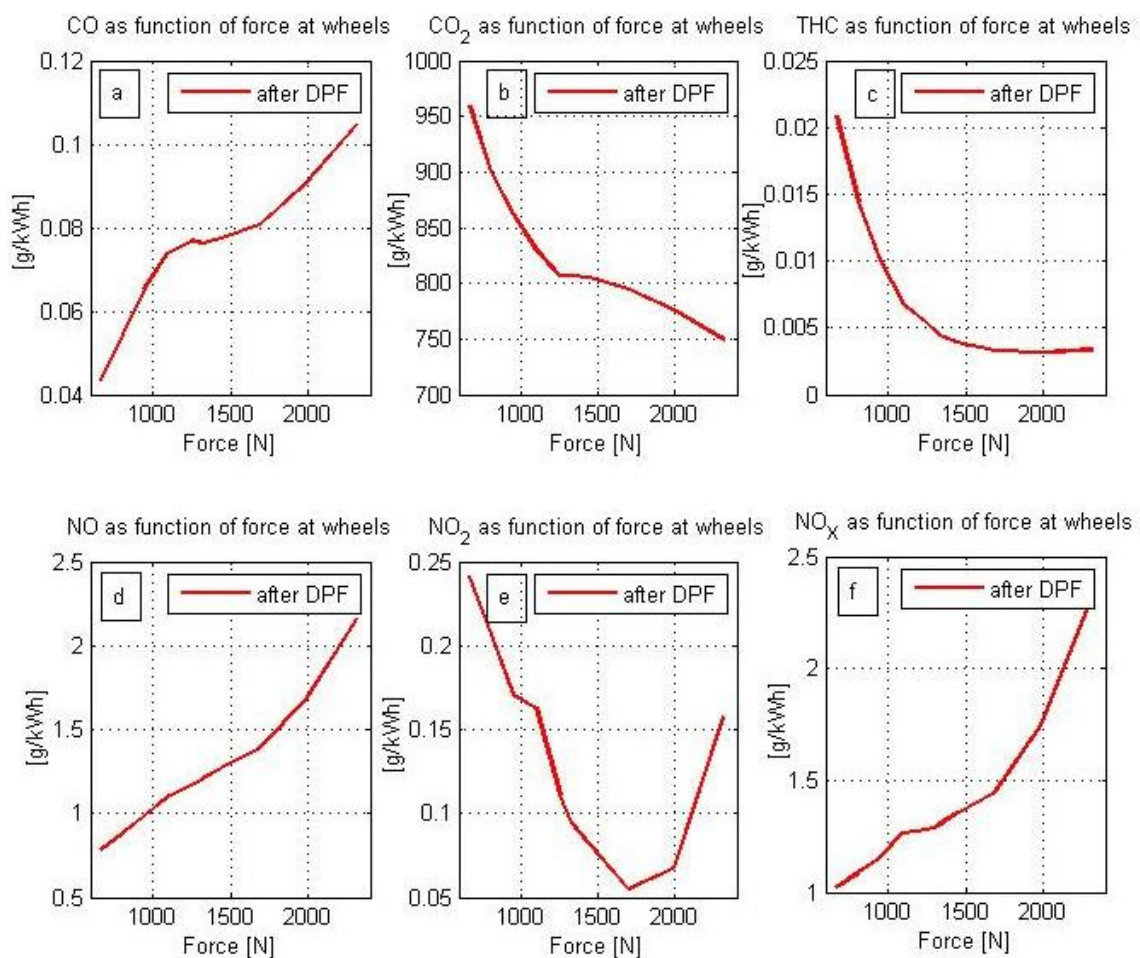 CO as function of force at wheels
0.12
0.1
0.08
0.06
0.04
[g/kWh]
a
after DPF
1000 1500 2000
Force [N]
CO2 as function of force at wheels
1000
950
900
850
800
750
700
[g/kWh]
b
after DPF
1000 1500 2000
Force [N]
THC as function of force at wheels
0.025
0.02
0.015
0.01
0.005
0
[g/kWh]
c
after DPF
1000 1500 2000
Force [N]
NO as function of force at wheels
2.5
2
1.5
1
0.5
[g/kWh]
d
after DPF
1000 1500 2000
Force [N]
NO2 as function of force at wheels
0.25
0.2
0.15
0.1
0.05
[g/kWh]
e
after DPF
1000 1500 2000
Force [N]
NOX as function of force at wheels
2.5
2
1.5
1
[g/kWh]
f
after DPF
1000 1500 2000
Force [N]